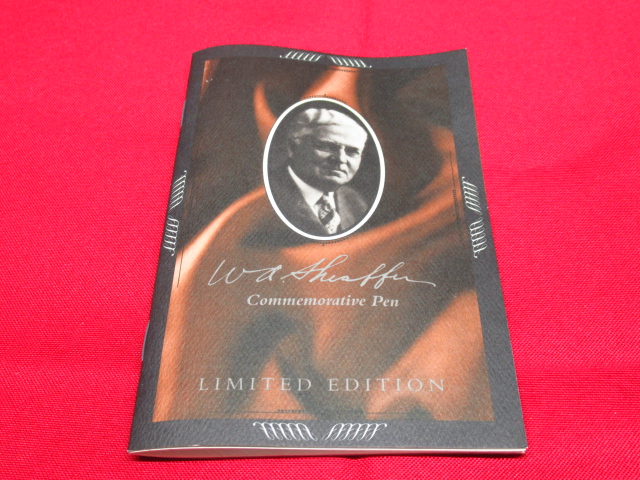 W. A. Sheaffer
Commemorative Pen
LIMITED EDITION